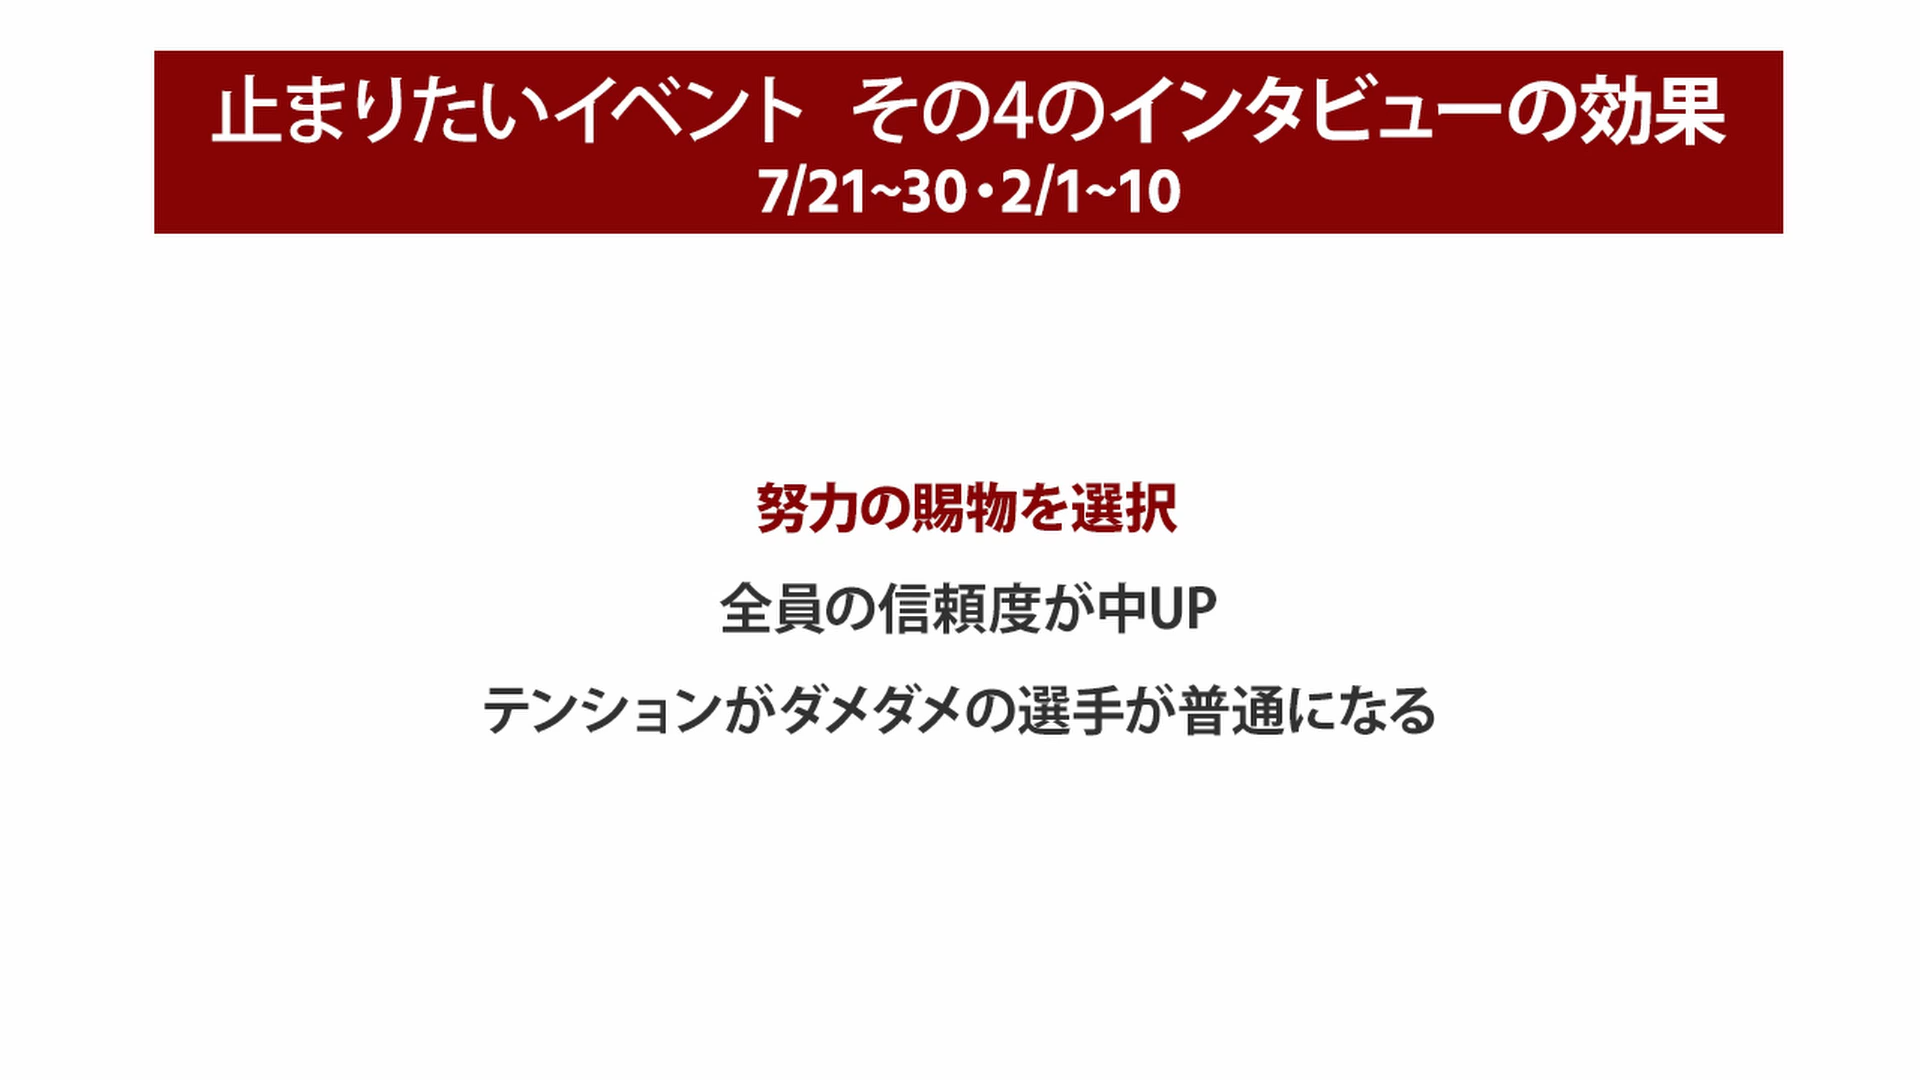 止まりたいイベント その4のインタビューの効果
7/21~30・2/1~10
努力の賜物を選択
全員の信頼度が中UP
テンションがダメダメの選手が普通になる